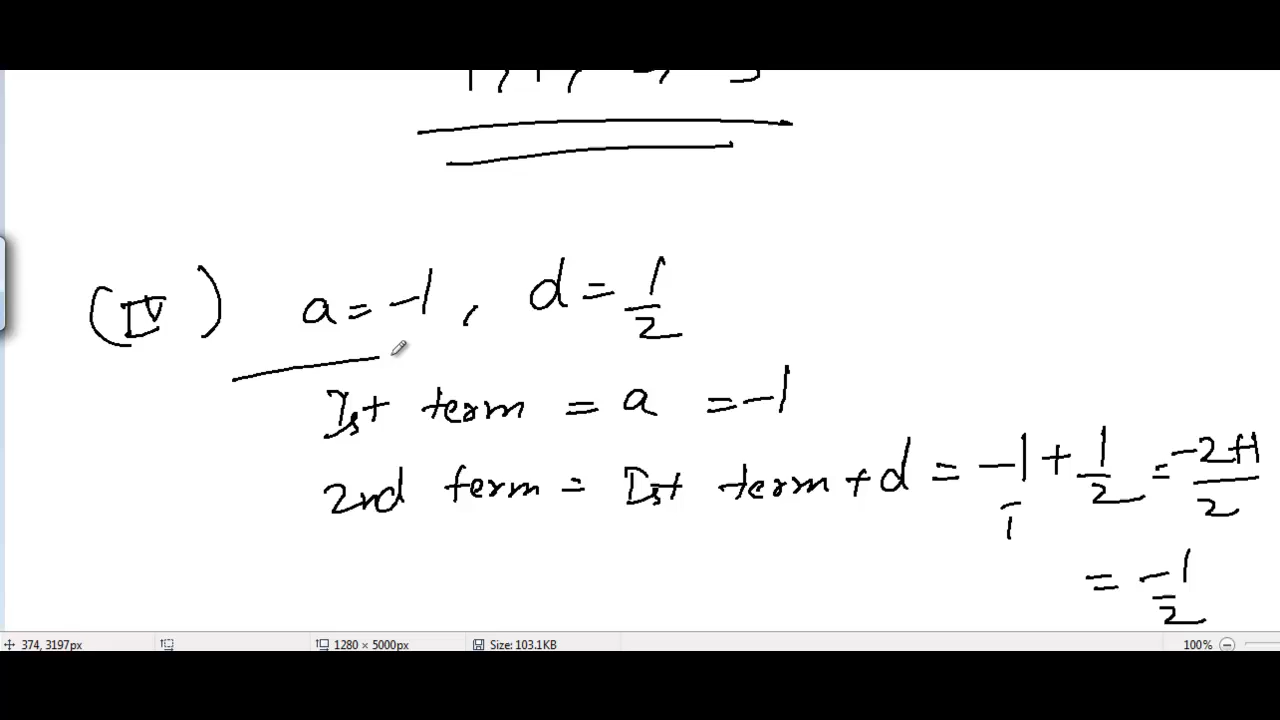 (IV) a = -1, d = 1/2
Ist term = a = -1
2nd term = Ist term + d = -1/1 + 1/2 = -2+1/2
= -1/2
374, 3197px 1280 × 5000px Size: 103.1KB 100%